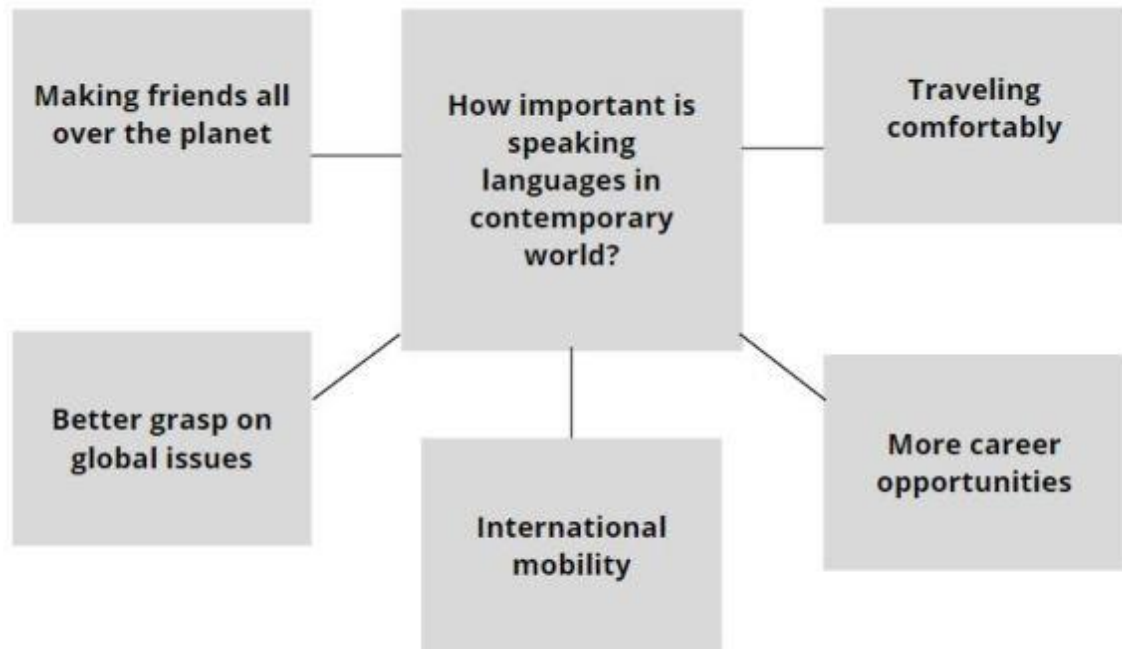 Making friends all
over the planet
How important is
speaking
languages in
contemporary
world?
Traveling
comfortably
Better grasp on
global issues
International
mobility
More career
opportunities